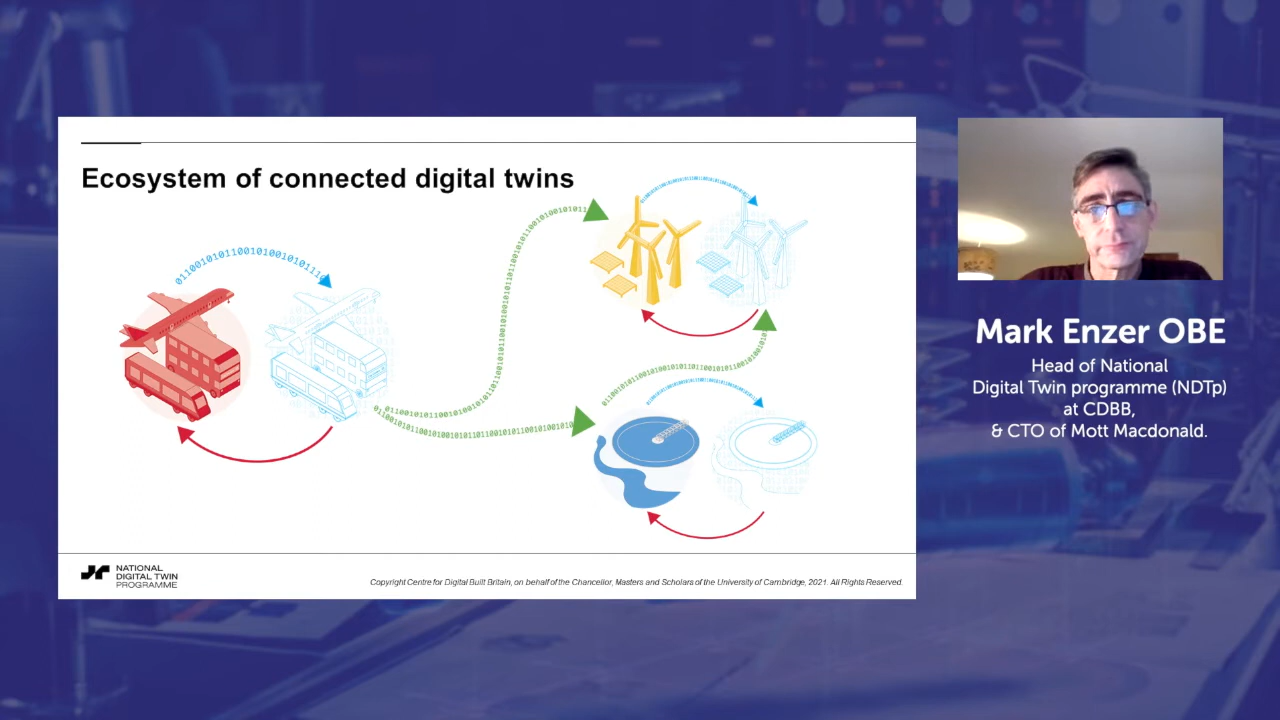 Ecosystem of connected digital twins
NATIONAL
DIGITAL TWIN
PROGRAMME
Copyright Centre for Digital Built Britain, on behalf of the Chancellor, Masters and Scholars of the University of Cambridge, 2021. All Rights Reserved.
Mark Enzer OBE
Head of National
Digital Twin programme (NDTp)
at CDBB,
& CTO of Mott Macdonald.